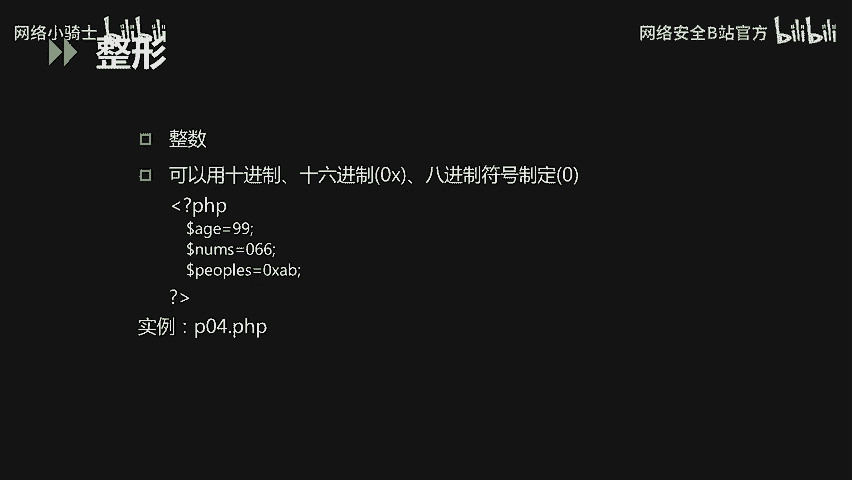 网络小骑士 bilibili
网络安全B站官方 bilibili
整形
整数
可以用十进制、十六进制(0x)、八进制符号制定(0)
<?php
$age=99;
$nums=066;
$peoples=0xab;
?>
实例：p04.php